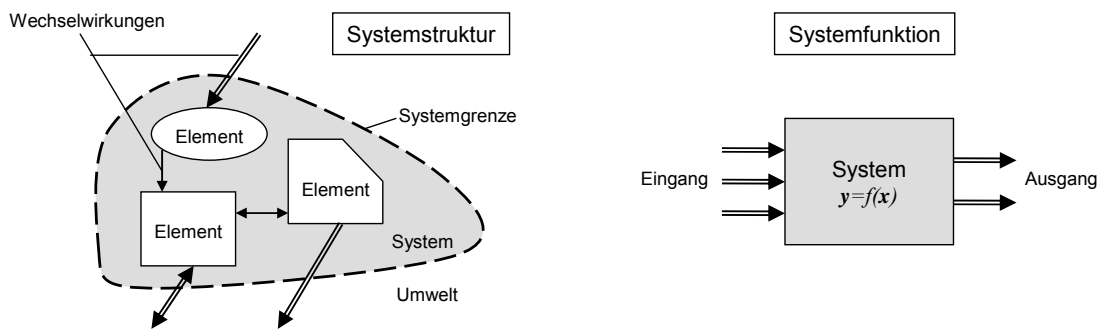 Wechselwirkungen
Systemstruktur
Systemgrenze
Element
Element
Element
System
Umwelt
Systemfunktion
Eingang
System
y=f(x)
Ausgang